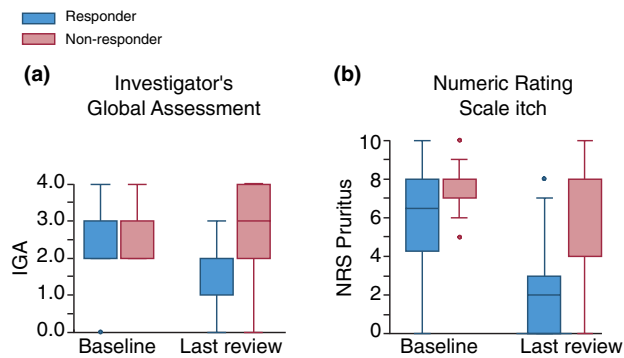 Responder
Non-responder
(a)
Investigator's
Global Assessment
IGA
4.0
3.0
2.0
1.0
0.0
Baseline
Last review
(b)
Numeric Rating
Scale itch
NRS Pruritus
10
8
6
4
2
0
Baseline
Last review